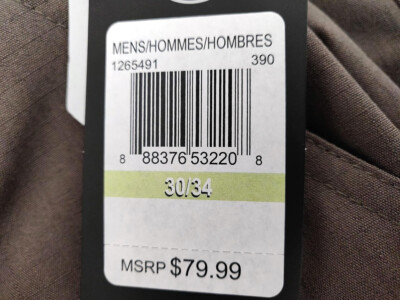 MENS/HOMMES/HOMBRES
1265491 390
8 88376 53220 8
30/34
MSRP $79.99